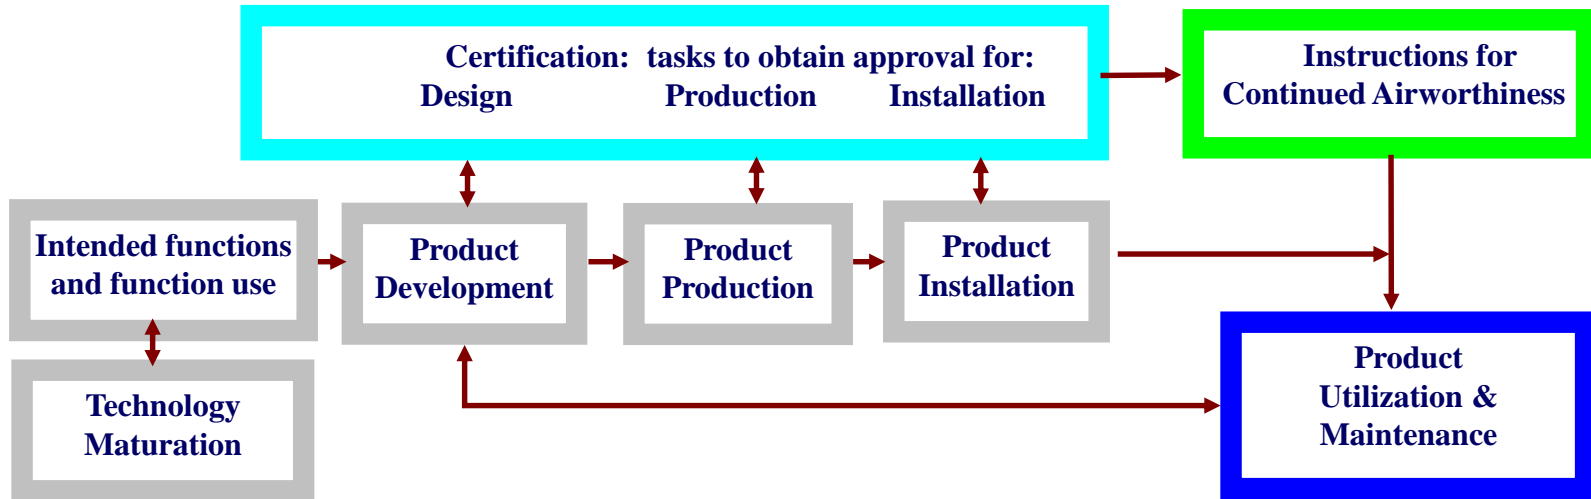 Certification: tasks to obtain approval for:
Design Production Installation
Instructions for
Continued Airworthiness
Intended functions
and function use
Product
Development
Product
Production
Product
Installation
Technology
Maturation
Product
Utilization &
Maintenance